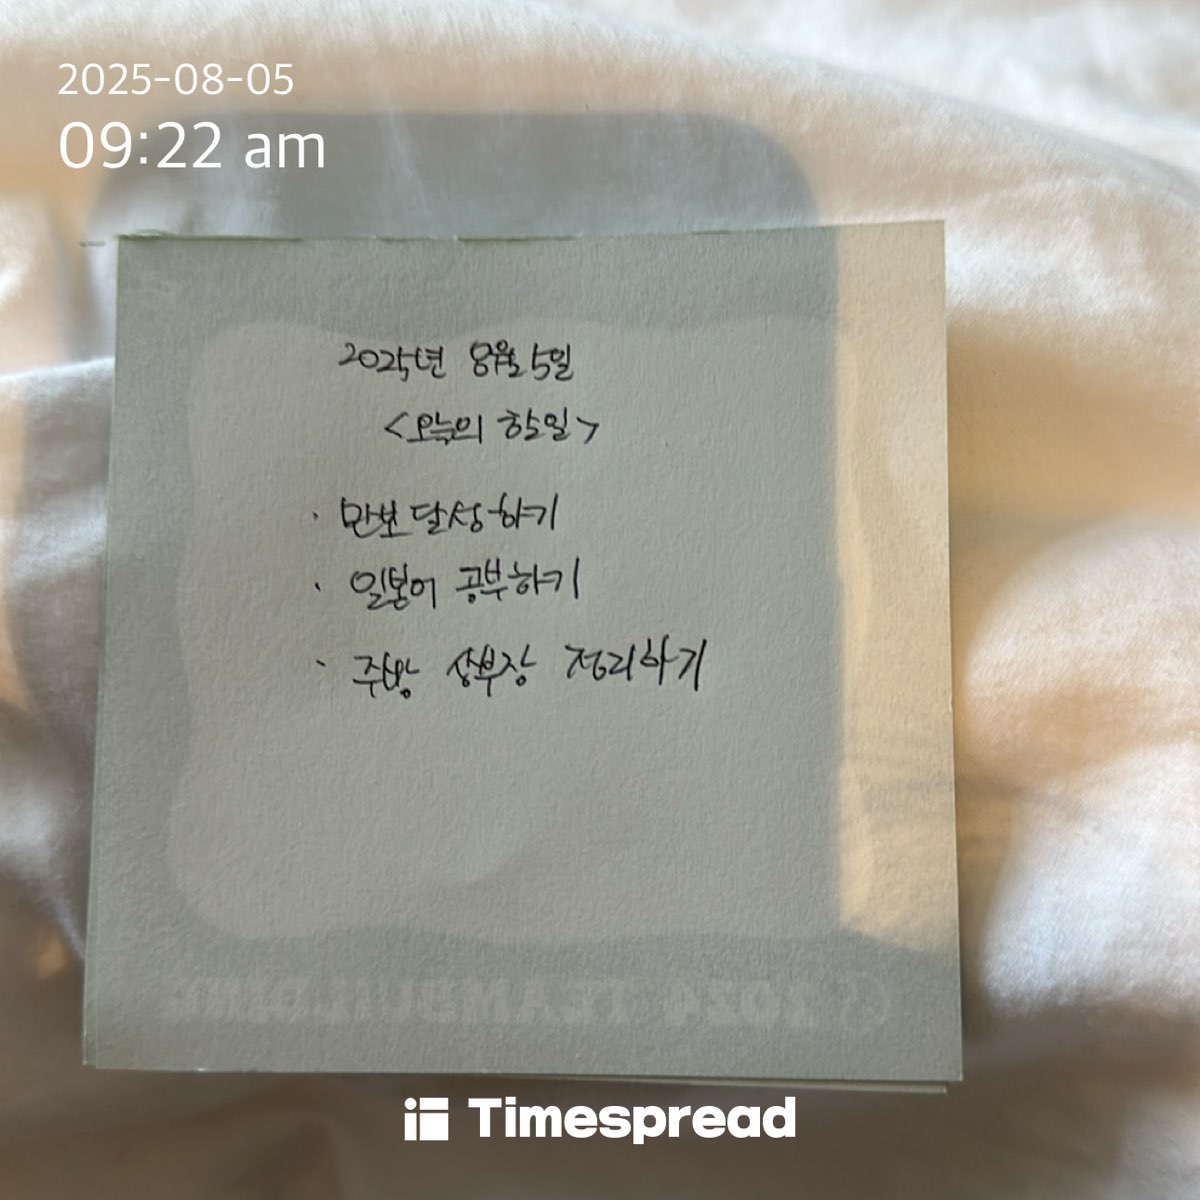 2025-08-05
09:22 am
2025년 8월 5일
<오늘의 할일>
· 만보 달성하기
· 일본어 공부하기
· 주방 상부장 정리하기
2024 TEAMBUILDING
Timespread